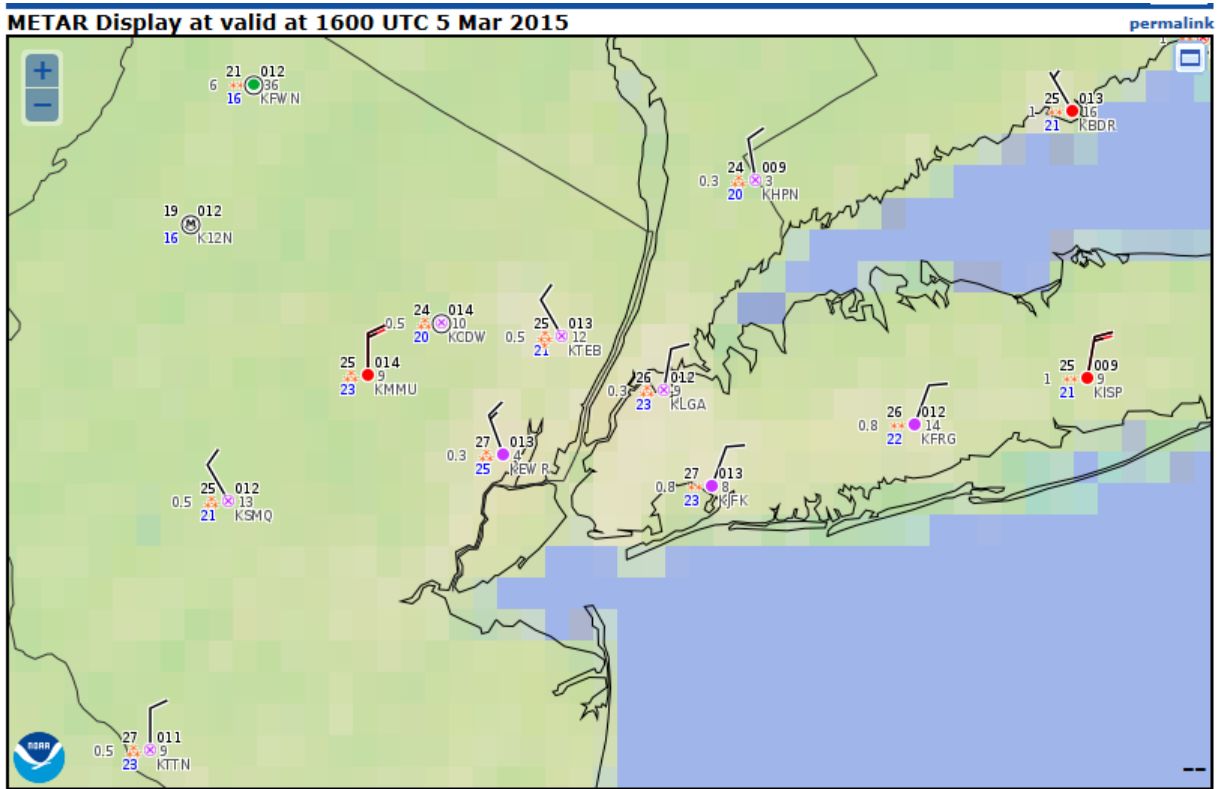 METAR Display at valid at 1600 UTC 5 Mar 2015
permalink
+
−
21 012
6 36
16 KFWN
25 013
1 16
21 KBDR
24 009
0.3 3
20 KHPN
19 012
M
16 K12N
24 014
0.5 10
20 KCDW
25 013
0.5 12
21 KTEB
25 014
9
23 KMMU
26 012
0.3 9
23 KLGA
25 009
1 9
21 KISP
26 012
0.8 14
22 KFRG
27 013
0.3 4
25 KEWR
27 013
0.8 8
23 KJFK
25 012
0.5 13
21 KSMQ
27 011
0.5 9
23 KTTN
NOAA
--